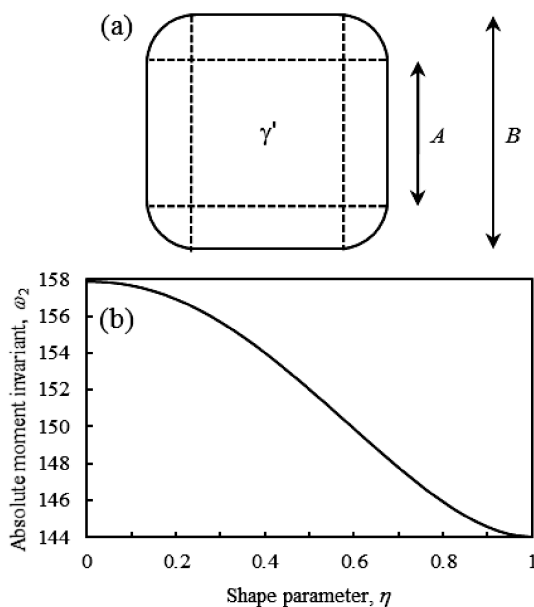 (a)
γ'
A
B
(b)
158
156
154
152
150
148
146
144
0
0.2
0.4
0.6
0.8
1
Absolute moment invariant, ω₂
Shape parameter, η